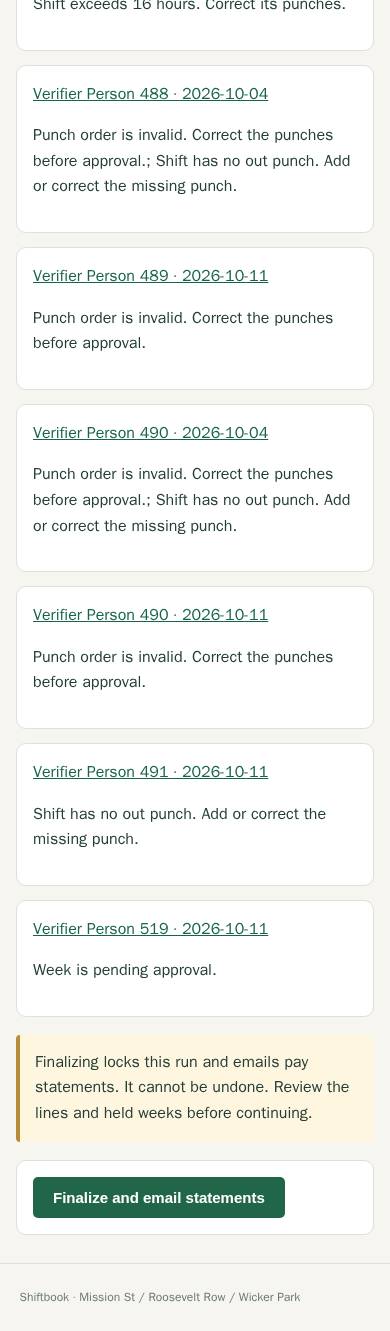 Shift exceeds 16 hours. Correct its punches.
Verifier Person 488 · 2026-10-04
Punch order is invalid. Correct the punches
before approval.; Shift has no out punch. Add
or correct the missing punch.
Verifier Person 489 · 2026-10-11
Punch order is invalid. Correct the punches
before approval.
Verifier Person 490 · 2026-10-04
Punch order is invalid. Correct the punches
before approval.; Shift has no out punch. Add
or correct the missing punch.
Verifier Person 490 · 2026-10-11
Punch order is invalid. Correct the punches
before approval.
Verifier Person 491 · 2026-10-11
Shift has no out punch. Add or correct the
missing punch.
Verifier Person 519 · 2026-10-11
Week is pending approval.
Finalizing locks this run and emails pay
statements. It cannot be undone. Review the
lines and held weeks before continuing.
Finalize and email statements
Shiftbook · Mission St / Roosevelt Row / Wicker Park